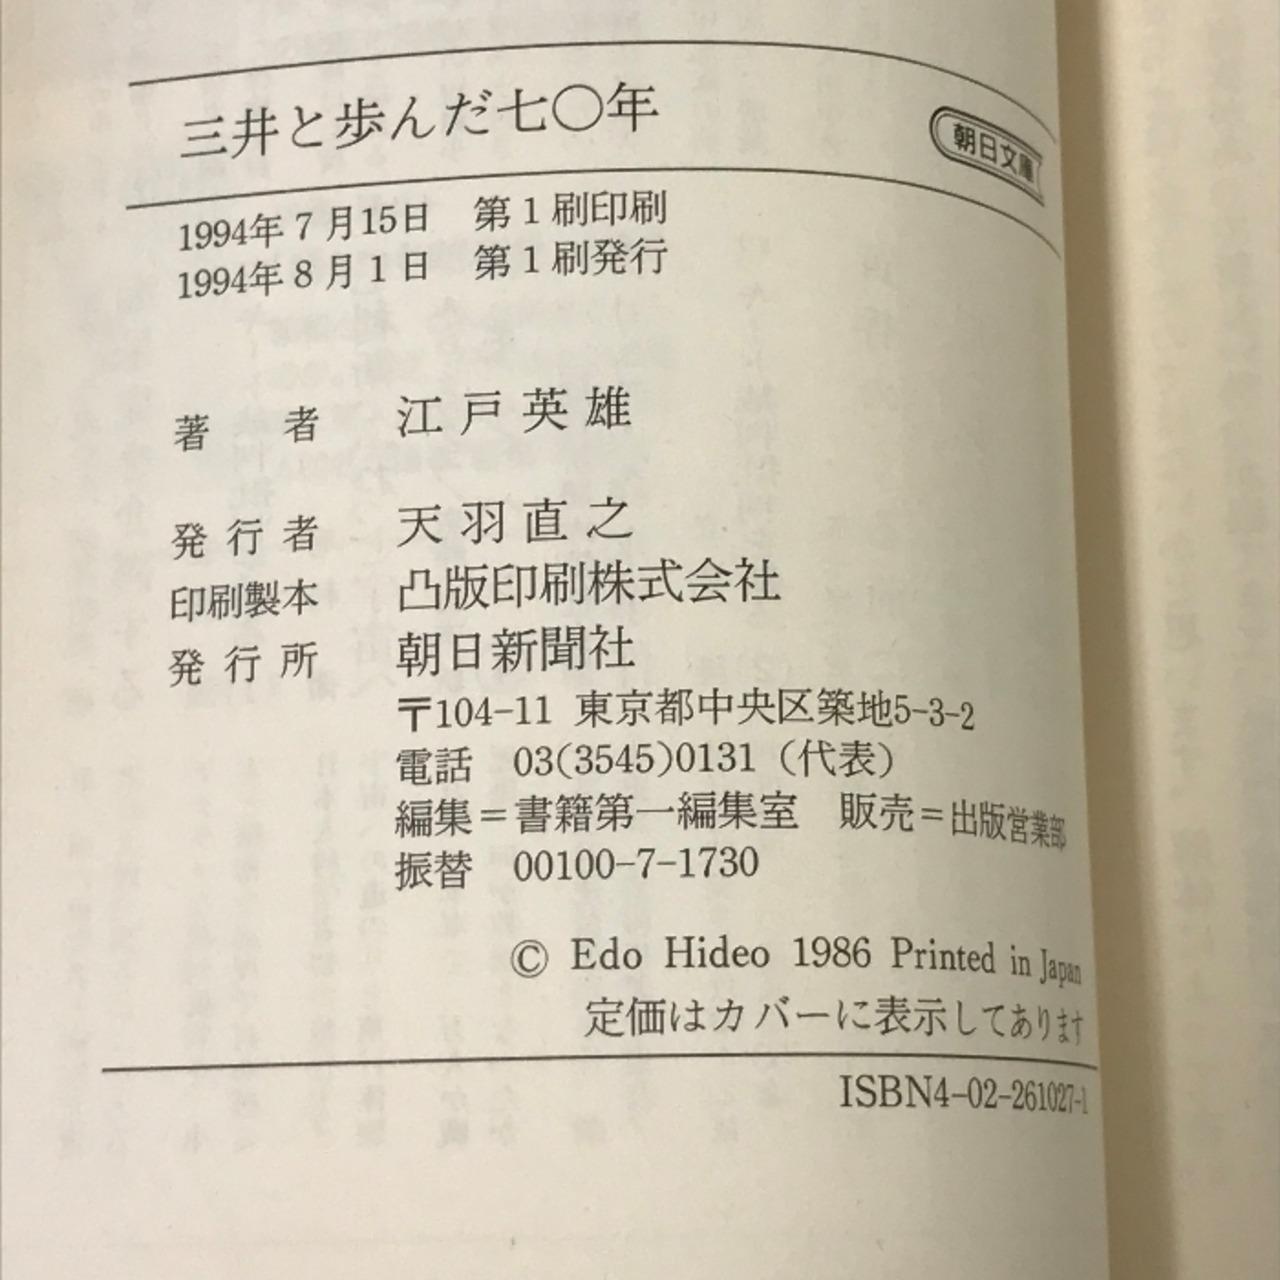 三井と歩んだ七〇年
朝日文庫
1994年7月15日　第1刷印刷
1994年8月1日　第1刷発行
著者　江戸英雄
発行者　天羽直之
印刷製本　凸版印刷株式会社
発行所　朝日新聞社
〒104-11 東京都中央区築地5-3-2
電話　03(3545)0131（代表）
編集＝書籍第一編集室　販売＝出版営業部
振替　00100-7-1730
© Edo Hideo 1986 Printed in Japan
定価はカバーに表示してあります
ISBN4-02-261027-1